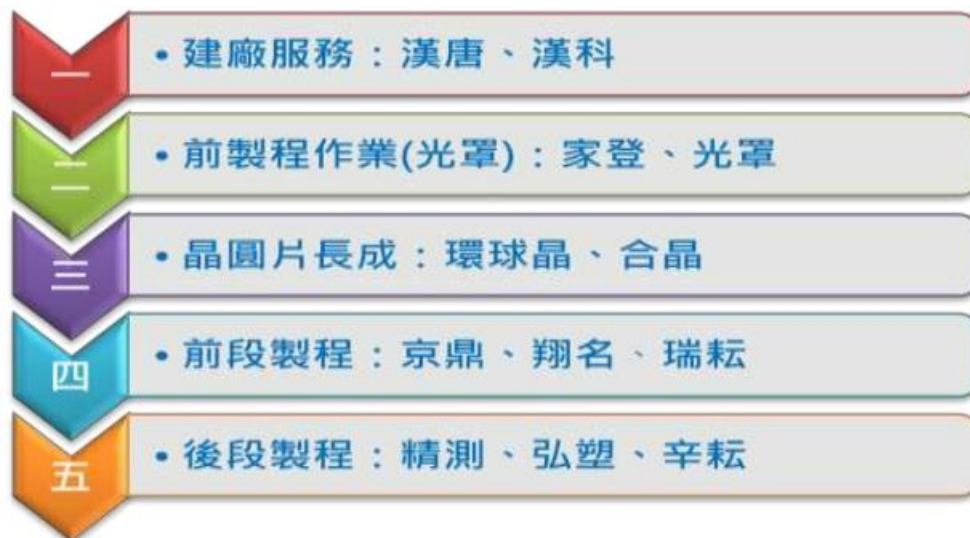 一
• 建廠服務：漢唐、漢科
二
• 前製程作業(光罩)：家登、光罩
三
• 晶圓片長成：環球晶、合晶
四
• 前段製程：京鼎、翔名、瑞耘
五
• 後段製程：精測、弘塑、辛耘